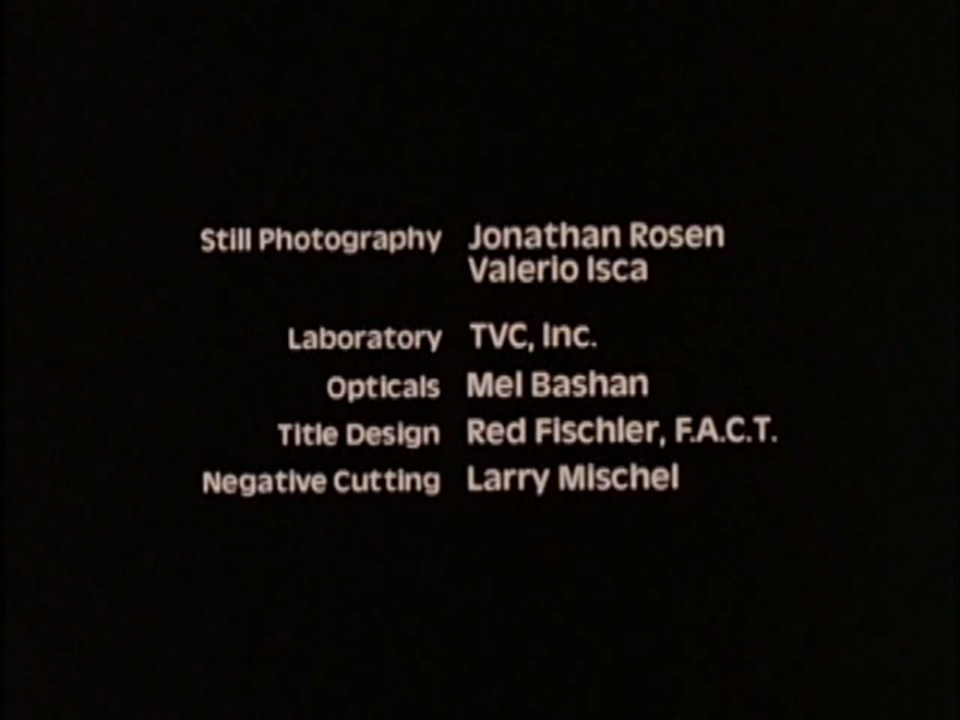 Still Photography Jonathan Rosen
Valerio Isca
Laboratory TVC, Inc.
Opticals Mel Bashan
Title Design Red Fischler, F.A.C.T.
Negative Cutting Larry Mischel